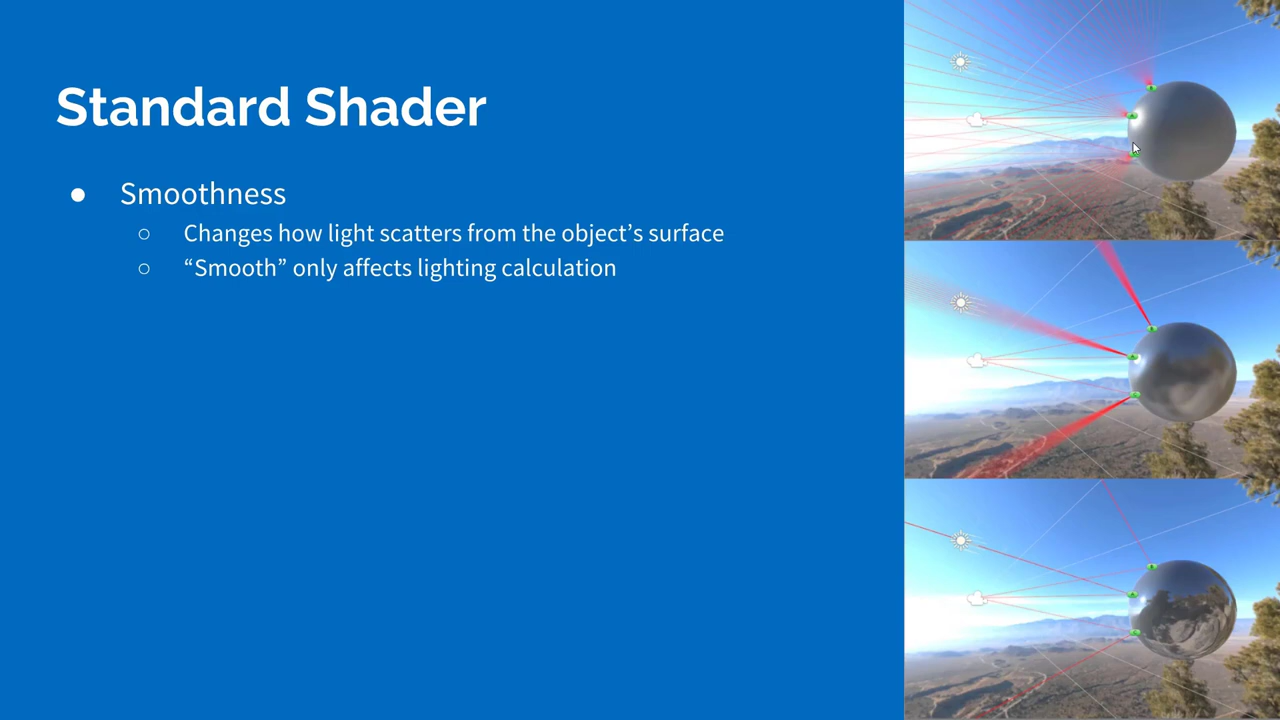 Standard Shader
● Smoothness
○ Changes how light scatters from the object’s surface
○ “Smooth” only affects lighting calculation